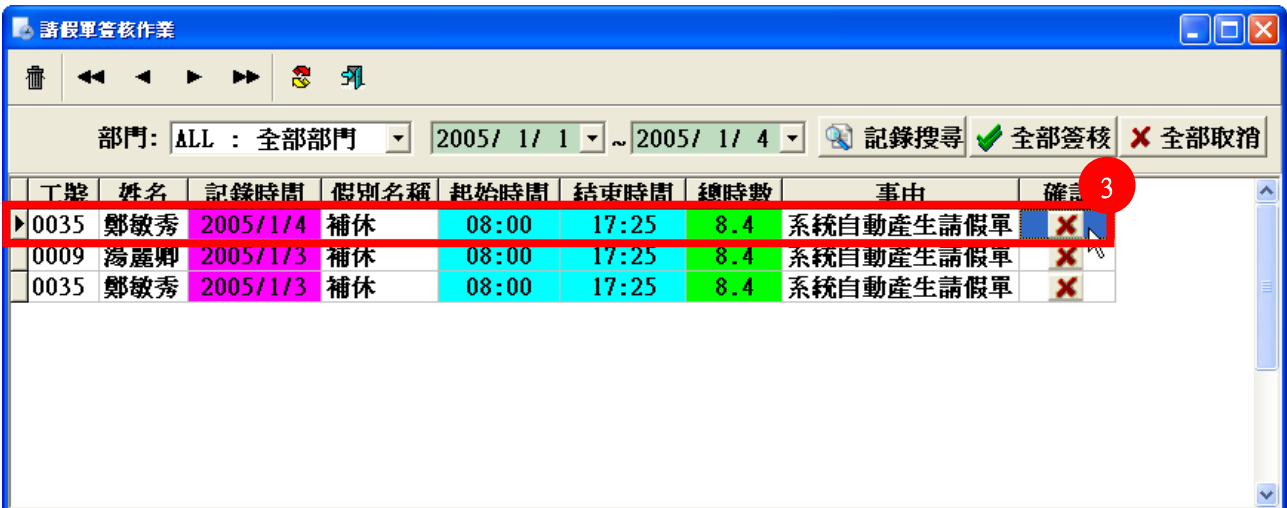 請假單簽核作業
部門: ALL : 全部部門 2005/ 1/ 1 ~ 2005/ 1/ 4 記錄搜尋 全部簽核 全部取消
工號 姓名 記錄時間 假別名稱 起始時間 結束時間 總時數 事由 確認
3
0035 鄭敏秀 2005/1/4 補休 08:00 17:25 8.4 系統自動產生請假單
0009 湯麗卿 2005/1/3 補休 08:00 17:25 8.4 系統自動產生請假單
0035 鄭敏秀 2005/1/3 補休 08:00 17:25 8.4 系統自動產生請假單